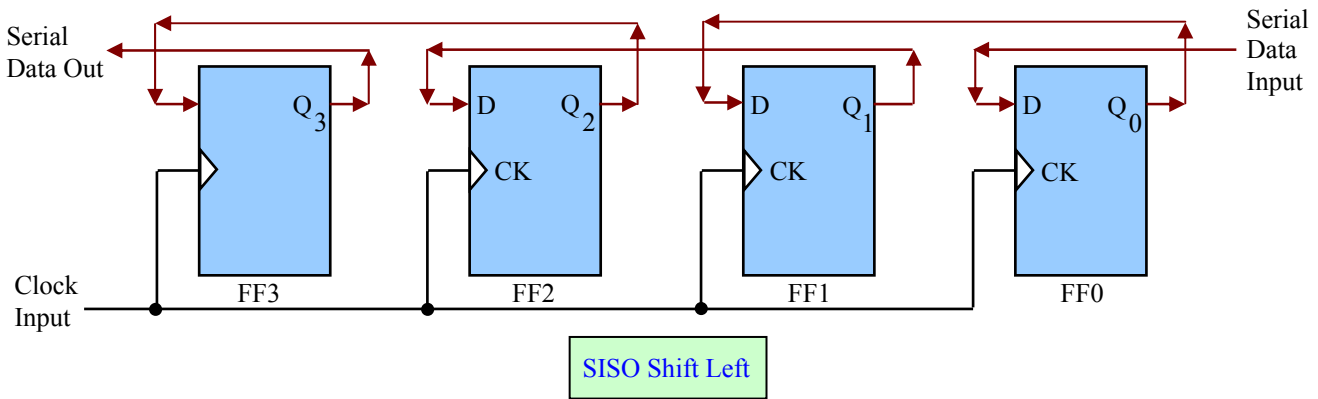 Serial
Data Out
Serial
Data
Input
Q3
D
Q2
D
Q1
D
Q0
CK
CK
CK
Clock
Input
FF3
FF2
FF1
FF0
SISO Shift Left